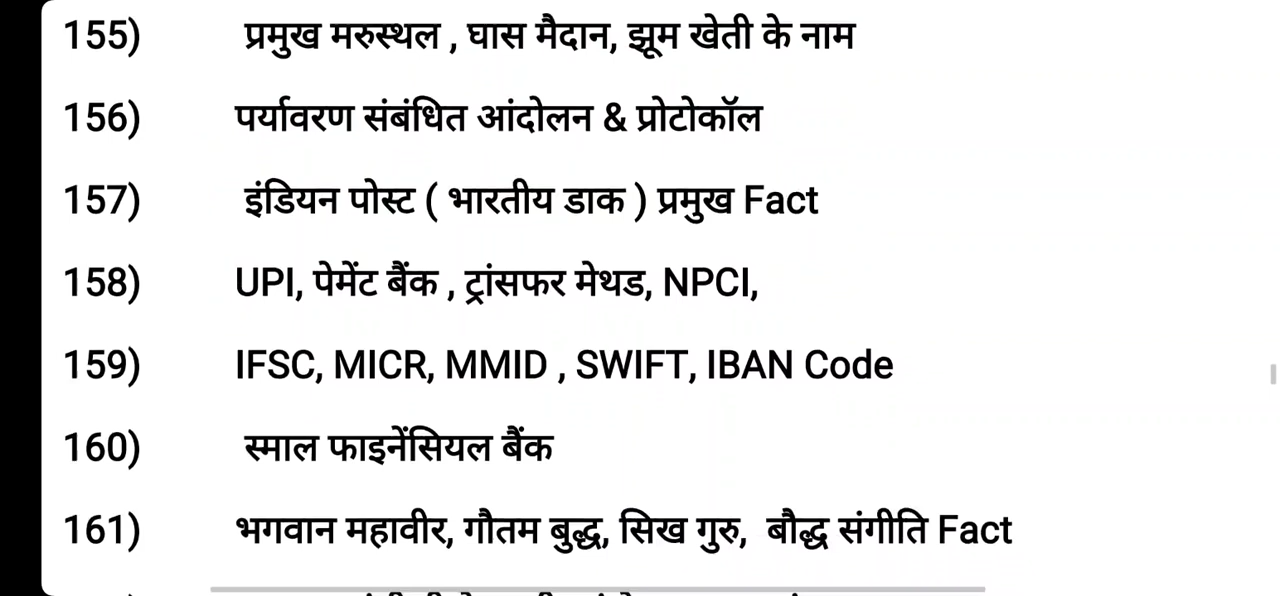 155) प्रमुख मरुस्थल , घास मैदान, झूम खेती के नाम
156) पर्यावरण संबंधित आंदोलन & प्रोटोकॉल
157) इंडियन पोस्ट ( भारतीय डाक ) प्रमुख Fact
158) UPI, पेमेंट बैंक , ट्रांसफर मेथड, NPCI,
159) IFSC, MICR, MMID , SWIFT, IBAN Code
160) स्माल फाइनेंसियल बैंक
161) भगवान महावीर, गौतम बुद्ध, सिख गुरु, बौद्ध संगीति Fact